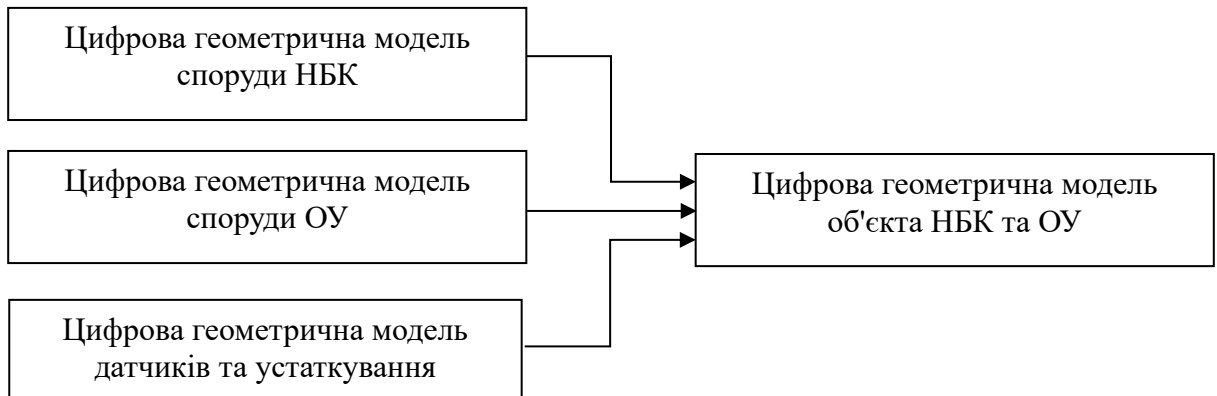 Цифрова геометрична модель
споруди НБК
Цифрова геометрична модель
споруди ОУ
Цифрова геометрична модель
датчиків та устаткування
Цифрова геометрична модель
об'єкта НБК та ОУ